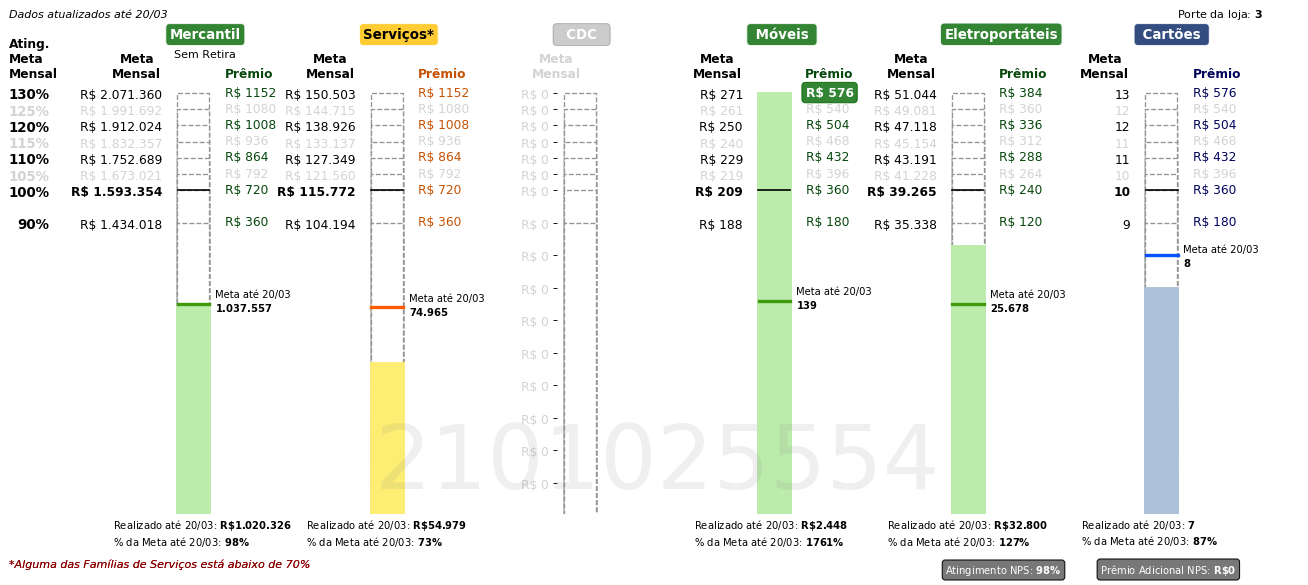 Dados atualizados até 20/03
Porte da loja: 3
Mercantil Serviços* CDC Móveis Eletroportáteis Cartões
Sem Retira
Ating. Meta Mensal
Meta Mensal Prêmio Meta Mensal Prêmio Meta Mensal Meta Mensal Prêmio Meta Mensal Prêmio Meta Mensal Prêmio
130% R$ 2.071.360 R$ 1152 R$ 150.503 R$ 1152 R$ 0 R$ 271 R$ 576 R$ 51.044 R$ 384 13 R$ 576
125% R$ 1.991.692 R$ 1080 R$ 144.715 R$ 1080 R$ 0 R$ 261 R$ 540 R$ 49.081 R$ 360 12 R$ 540
120% R$ 1.912.024 R$ 1008 R$ 138.926 R$ 1008 R$ 0 R$ 250 R$ 504 R$ 47.118 R$ 336 12 R$ 504
115% R$ 1.832.357 R$ 936 R$ 133.137 R$ 936 R$ 0 R$ 240 R$ 468 R$ 45.154 R$ 312 11 R$ 468
110% R$ 1.752.689 R$ 864 R$ 127.349 R$ 864 R$ 0 R$ 229 R$ 432 R$ 43.191 R$ 288 11 R$ 432
105% R$ 1.673.021 R$ 792 R$ 121.560 R$ 792 R$ 0 R$ 219 R$ 396 R$ 41.228 R$ 264 10 R$ 396
100% R$ 1.593.354 R$ 720 R$ 115.772 R$ 720 R$ 0 R$ 209 R$ 360 R$ 39.265 R$ 240 10 R$ 360
90% R$ 1.434.018 R$ 360 R$ 104.194 R$ 360 R$ 0 R$ 188 R$ 180 R$ 35.338 R$ 120 9 R$ 180
R$ 0
R$ 0
R$ 0
R$ 0
R$ 0
R$ 0
R$ 0
R$ 0
Meta até 20/03
1.037.557
Meta até 20/03
74.965
Meta até 20/03
139
Meta até 20/03
25.678
Meta até 20/03
8
2101025554
Realizado até 20/03: R$1.020.326
% da Meta até 20/03: 98%
Realizado até 20/03: R$54.979
% da Meta até 20/03: 73%
Realizado até 20/03: R$2.448
% da Meta até 20/03: 1761%
Realizado até 20/03: R$32.800
% da Meta até 20/03: 127%
Realizado até 20/03: 7
% da Meta até 20/03: 87%
*Alguma das Famílias de Serviços está abaixo de 70%
Atingimento NPS: 98%
Prêmio Adicional NPS: R$0